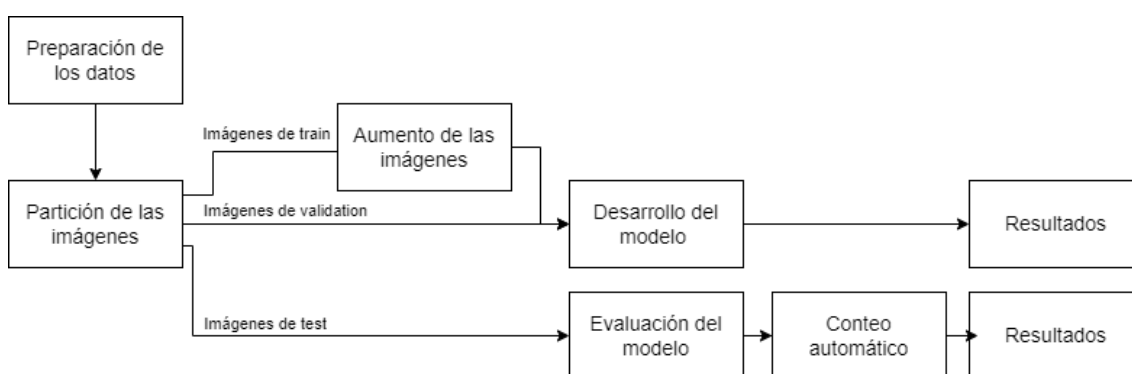 Preparación de
los datos
Imágenes de train
Aumento de las
imágenes
Partición de las
imágenes
Imágenes de validation
Desarrollo del
modelo
Resultados
Imágenes de test
Evaluación del
modelo
Conteo
automático
Resultados